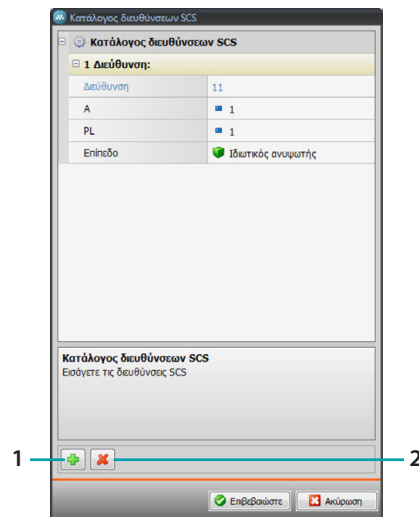 Κατάλογος διευθύνσεων SCS
Κατάλογος διευθύνσεων SCS
1 Διεύθυνση:
Διεύθυνση 11
A 1
PL 1
Επίπεδο Ιδιωτικός ανυψωτής
Κατάλογος διευθύνσεων SCS
Εισάγετε τις διευθύνσεις SCS
1 2
Επιβεβαιώστε Ακύρωση